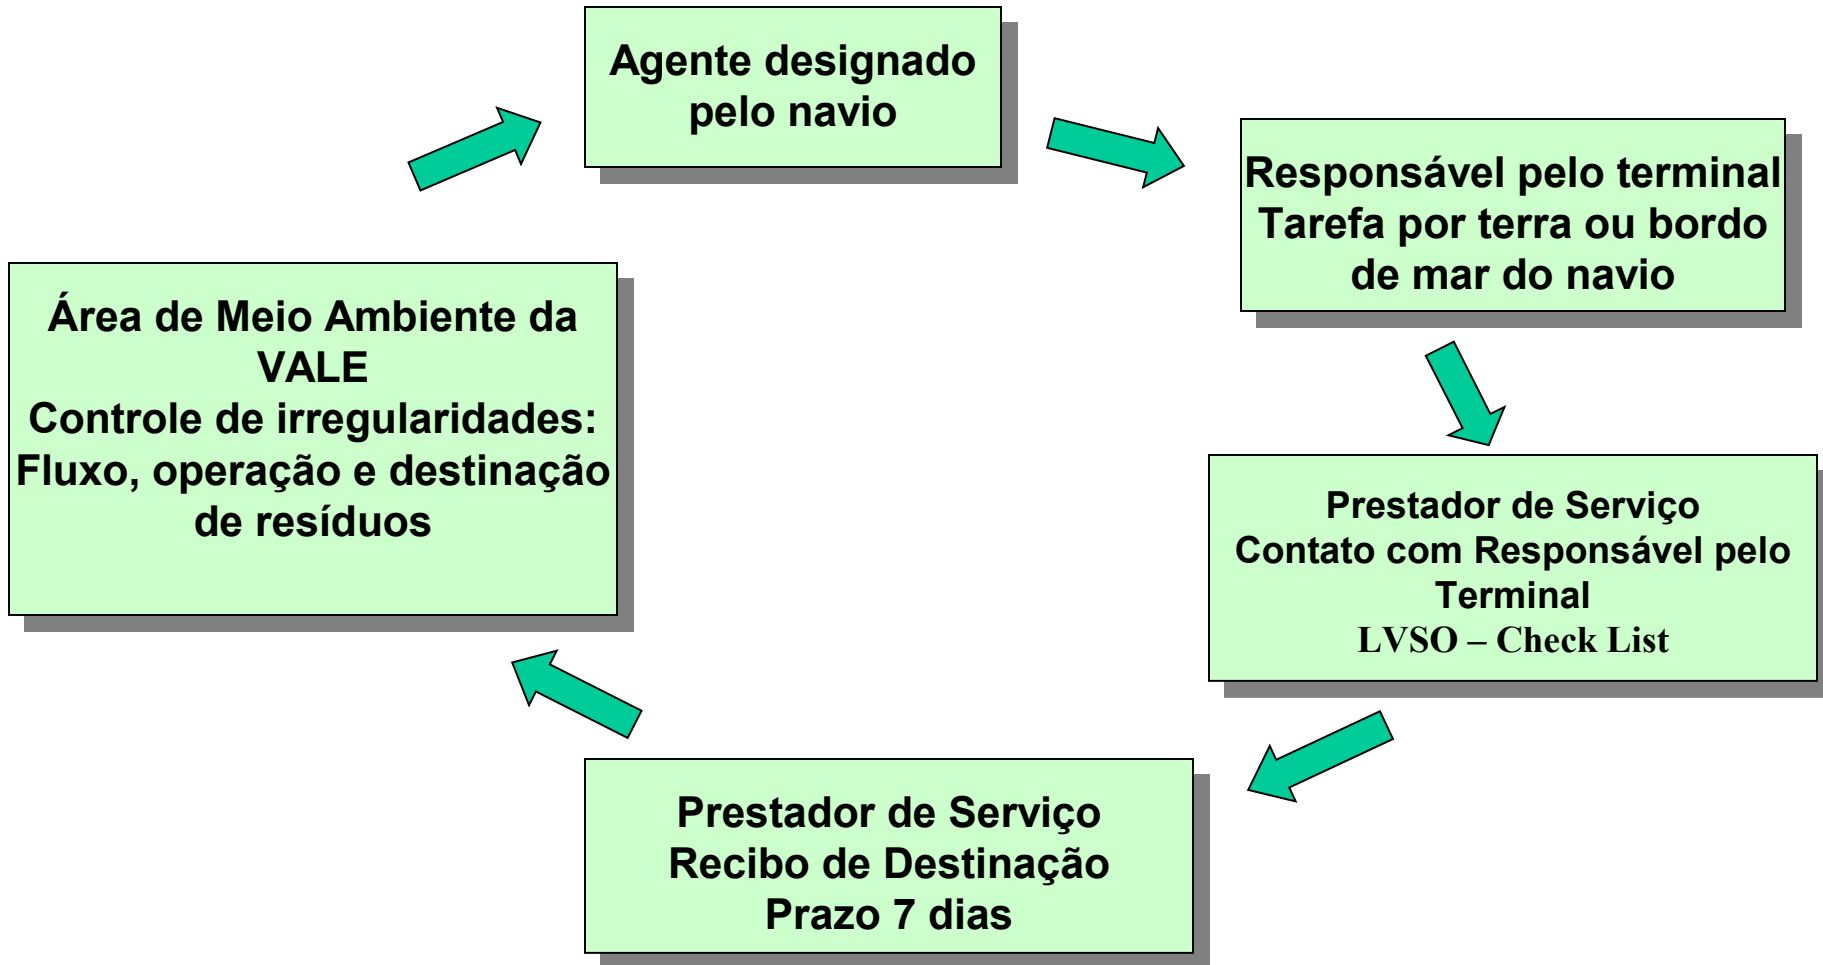 Agente designado
pelo navio
Responsável pelo terminal
Tarefa por terra ou bordo
de mar do navio
Prestador de Serviço
Contato com Responsável pelo
Terminal
LVSO – Check List
Prestador de Serviço
Recibo de Destinação
Prazo 7 dias
Área de Meio Ambiente da
VALE
Controle de irregularidades:
Fluxo, operação e destinação
de resíduos